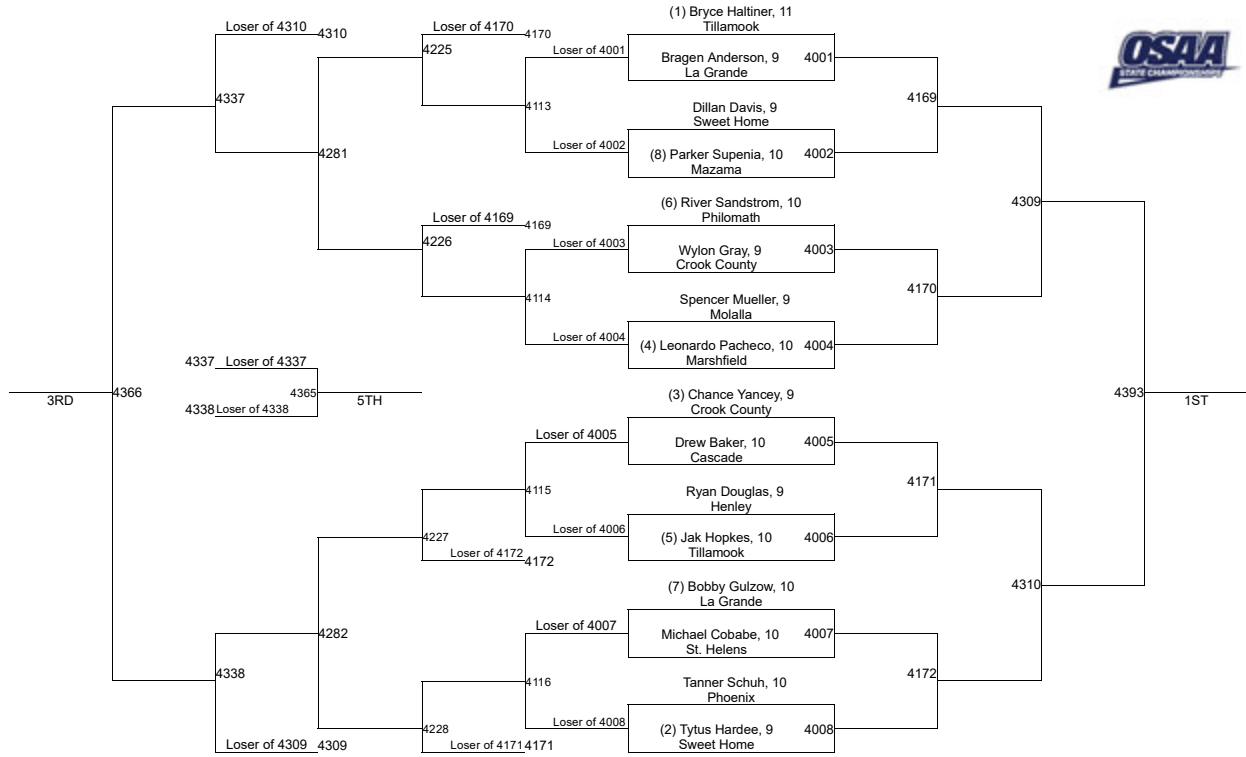 (1) Bryce Haltiner, 11
Tillamook
OSAA
STATE CHAMPIONSHIPS
Loser of 4310 4310
Loser of 4170 4170
4225
Loser of 4001
Bragen Anderson, 9 4001
La Grande
4337
4113
Dillan Davis, 9
Sweet Home
4169
4281
Loser of 4002
(8) Parker Supenia, 10 4002
Mazama
(6) River Sandstrom, 10
Philomath
4309
Loser of 4169 4169
4226
Loser of 4003
Wylon Gray, 9 4003
Crook County
4114
Spencer Mueller, 9
Molalla
4170
Loser of 4004
(4) Leonardo Pacheco, 10 4004
Marshfield
4337 Loser of 4337
3RD
4366
4365
5TH
4338 Loser of 4338
(3) Chance Yancey, 9
Crook County
4393
1ST
Loser of 4005
Drew Baker, 10 4005
Cascade
4115
Ryan Douglas, 9
Henley
4171
4227
Loser of 4006
(5) Jak Hopkes, 10 4006
Tillamook
Loser of 4172 4172
(7) Bobby Gulzow, 10
La Grande
4310
4282
Loser of 4007
Michael Cobabe, 10 4007
St. Helens
4338
4116
Tanner Schuh, 10
Phoenix
4172
4228
Loser of 4008
(2) Tytus Hardee, 9 4008
Sweet Home
Loser of 4309 4309
Loser of 4171 4171